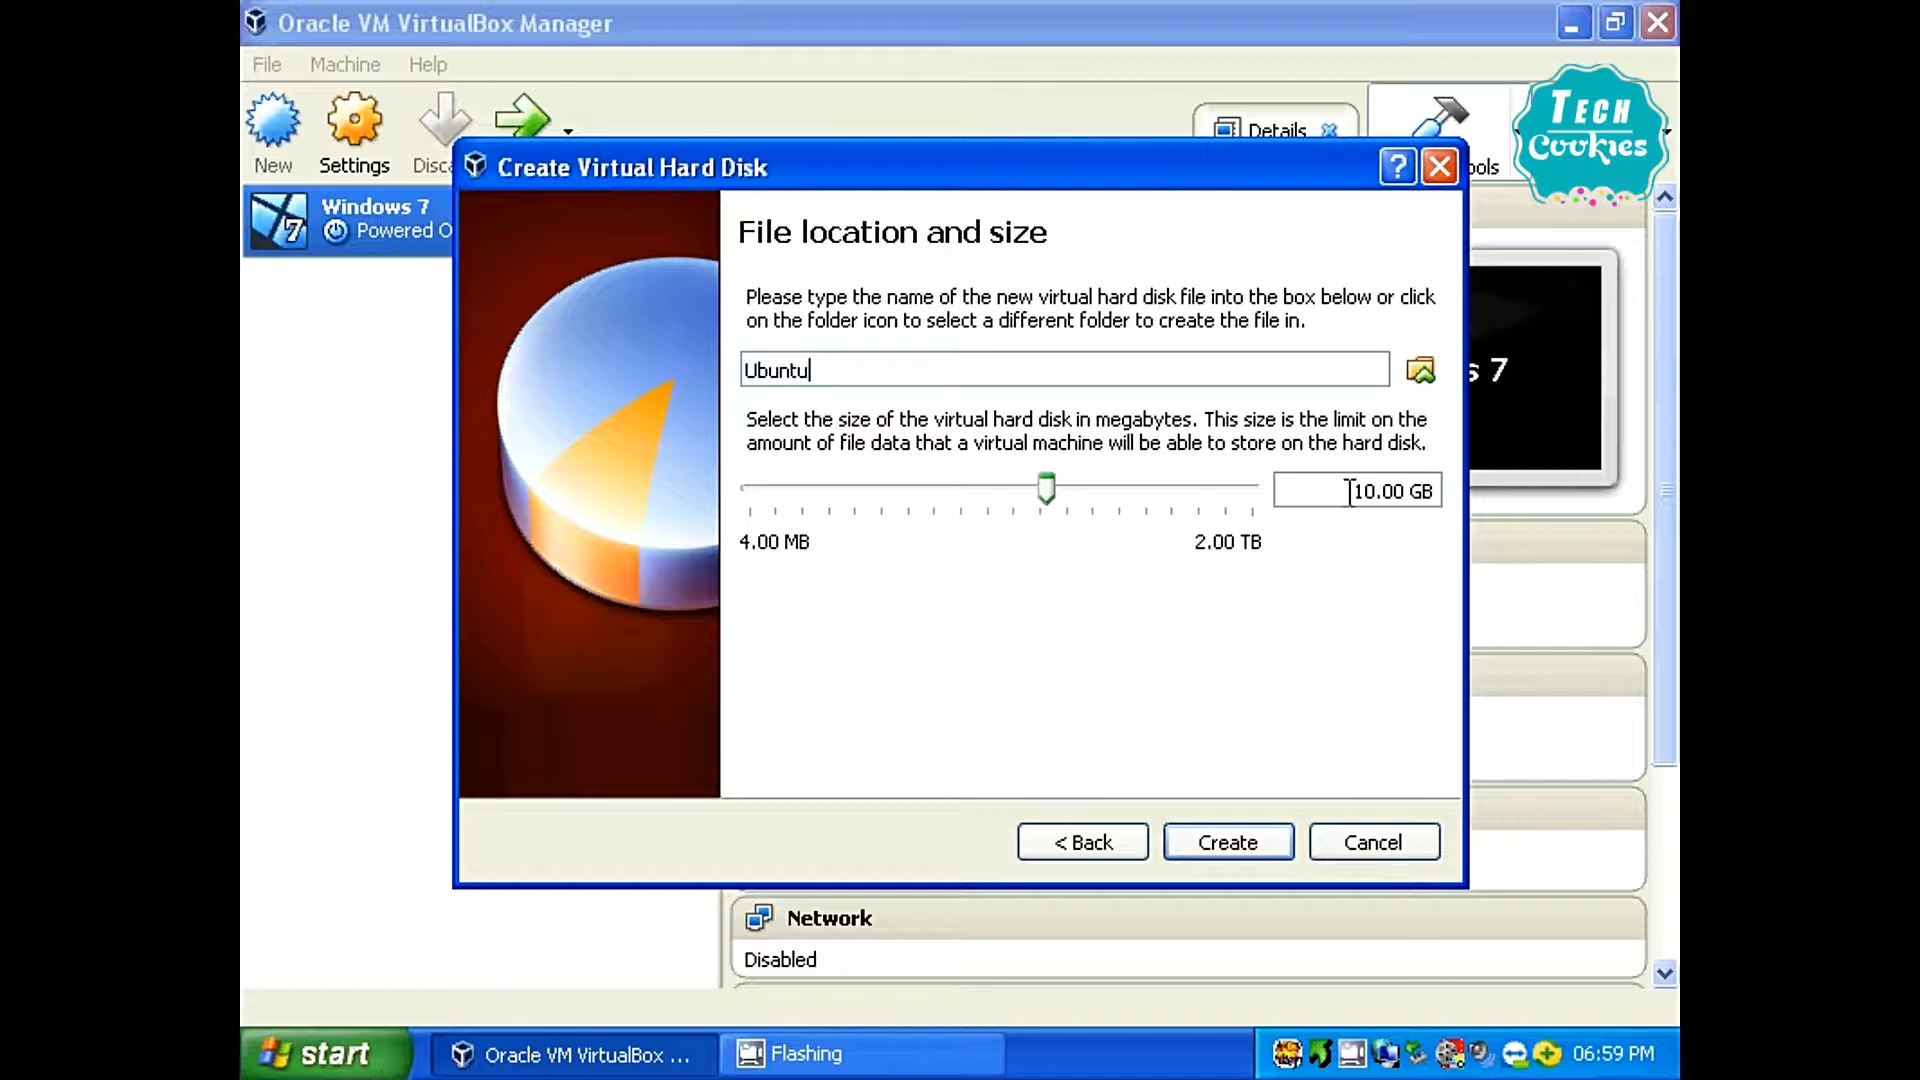 Oracle VM VirtualBox Manager
File Machine Help
New Settings Details
TECH
Cookies
Create Virtual Hard Disk
Windows 7
Powered O
File location and size
Please type the name of the new virtual hard disk file into the box below or click
on the folder icon to select a different folder to create the file in.
Ubuntu
s 7
Select the size of the virtual hard disk in megabytes. This size is the limit on the
amount of file data that a virtual machine will be able to store on the hard disk.
10.00 GB
4.00 MB 2.00 TB
< Back Create Cancel
Network
Disabled
start Oracle VM VirtualBox ... Flashing 06:59 PM